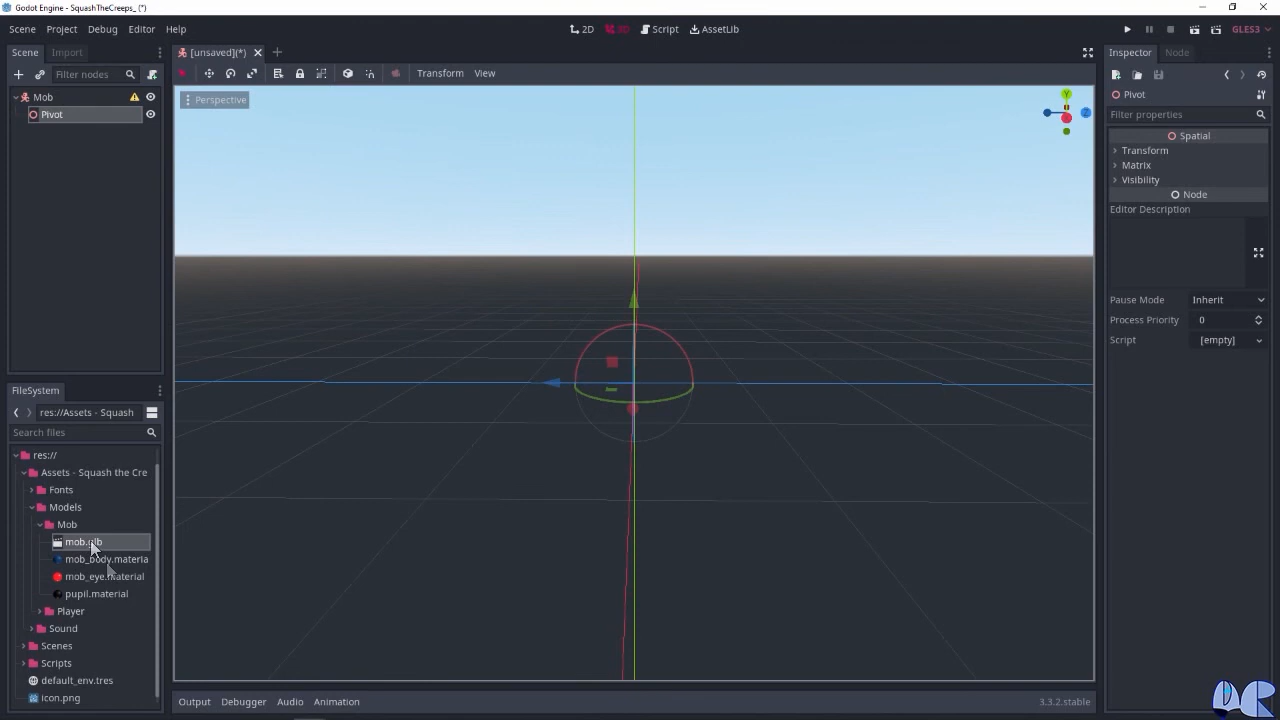 Godot Engine - SquashTheCreeps_ (*)
Scene Project Debug Editor Help
2D 3D Script AssetLib
GLES3
Scene Import
[unsaved](*)
Inspector Node
Filter nodes
Transform View
Mob
Pivot
Perspective
Y
Z
Pivot
Filter properties
Spatial
Transform
Matrix
Visibility
Node
Editor Description
Pause Mode Inherit
Process Priority 0
Script [empty]
FileSystem
res://Assets - Squash
Search files
res://
Assets - Squash the Cre
Fonts
Models
Mob
mob.glb
mob_body.materia
mob_eye.material
pupil.material
Player
Sound
Scenes
Scripts
default_env.tres
icon.png
Output Debugger Audio Animation
3.3.2.stable